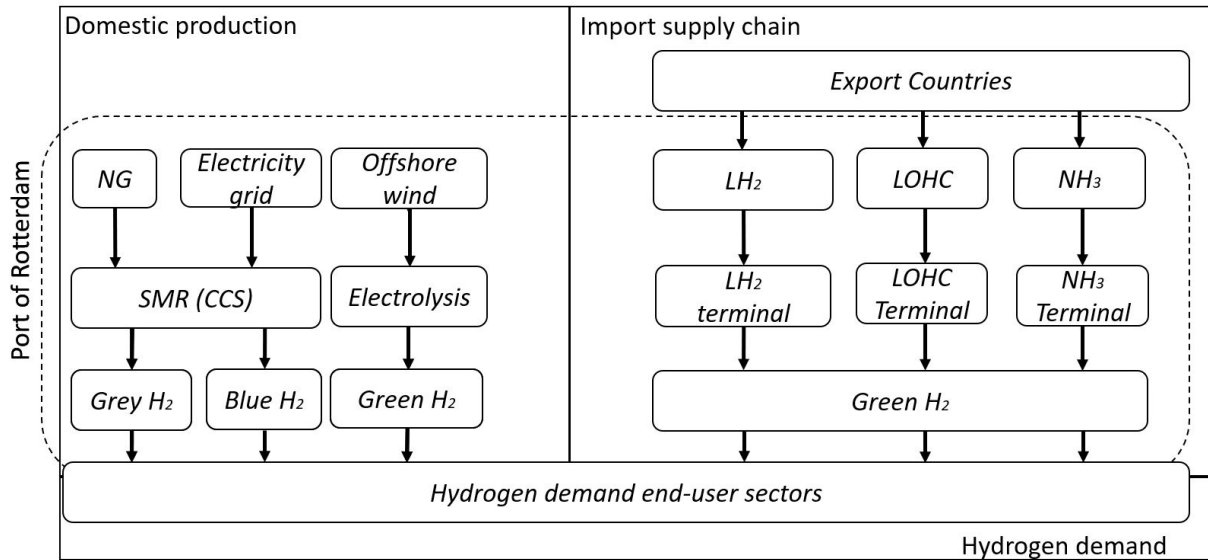 Domestic production
Import supply chain
Export Countries
Port of Rotterdam
NG
Electricity
grid
Offshore
wind
LH₂
LOHC
NH₃
SMR (CCS)
Electrolysis
LH₂
terminal
LOHC
Terminal
NH₃
Terminal
Grey H₂
Blue H₂
Green H₂
Green H₂
Hydrogen demand end-user sectors
Hydrogen demand